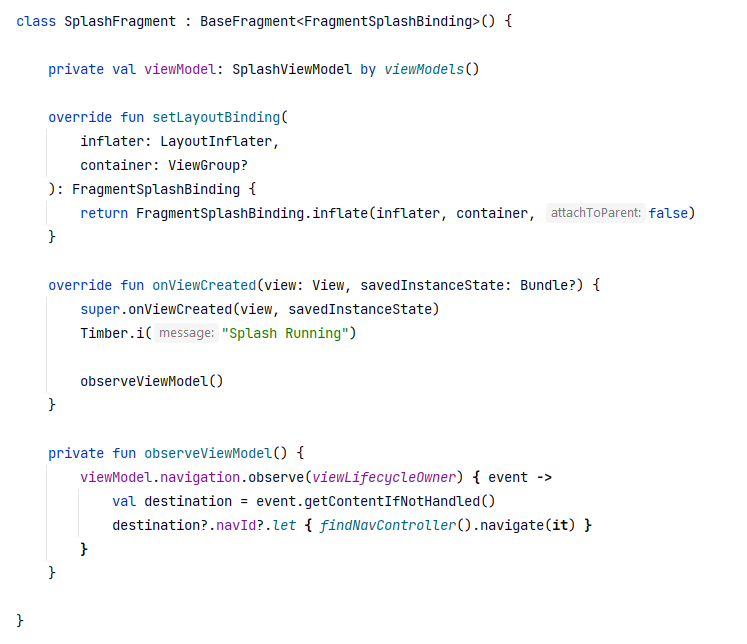 class SplashFragment : BaseFragment<FragmentSplashBinding>() {
private val viewModel: SplashViewModel by viewModels()
override fun setLayoutBinding(
inflater: LayoutInflater,
container: ViewGroup?
): FragmentSplashBinding {
return FragmentSplashBinding.inflate(inflater, container, attachToParent: false)
}
override fun onViewCreated(view: View, savedInstanceState: Bundle?) {
super.onViewCreated(view, savedInstanceState)
Timber.i( message: "Splash Running")
observeViewModel()
}
private fun observeViewModel() {
viewModel.navigation.observe(viewLifecycleOwner) { event ->
val destination = event.getContentIfNotHandled()
destination?.navId?.let { findNavController().navigate(it) }
}
}
}